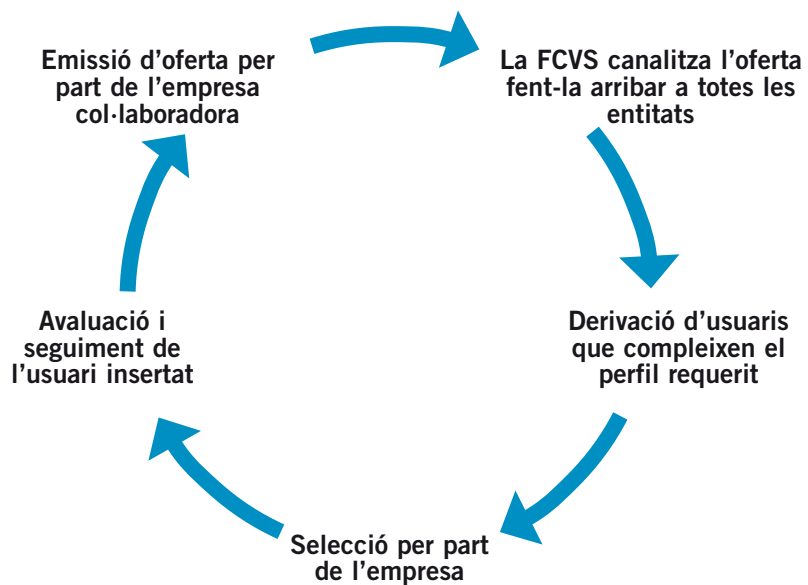 Emissió d’oferta per
part de l’empresa
col·laboradora
La FCVS canalitza l’oferta
fent-la arribar a totes les
entitats
Derivació d’usuaris
que compleixen el
perfil requerit
Selecció per part
de l’empresa
Avaluació i
seguiment de
l’usuari insertat